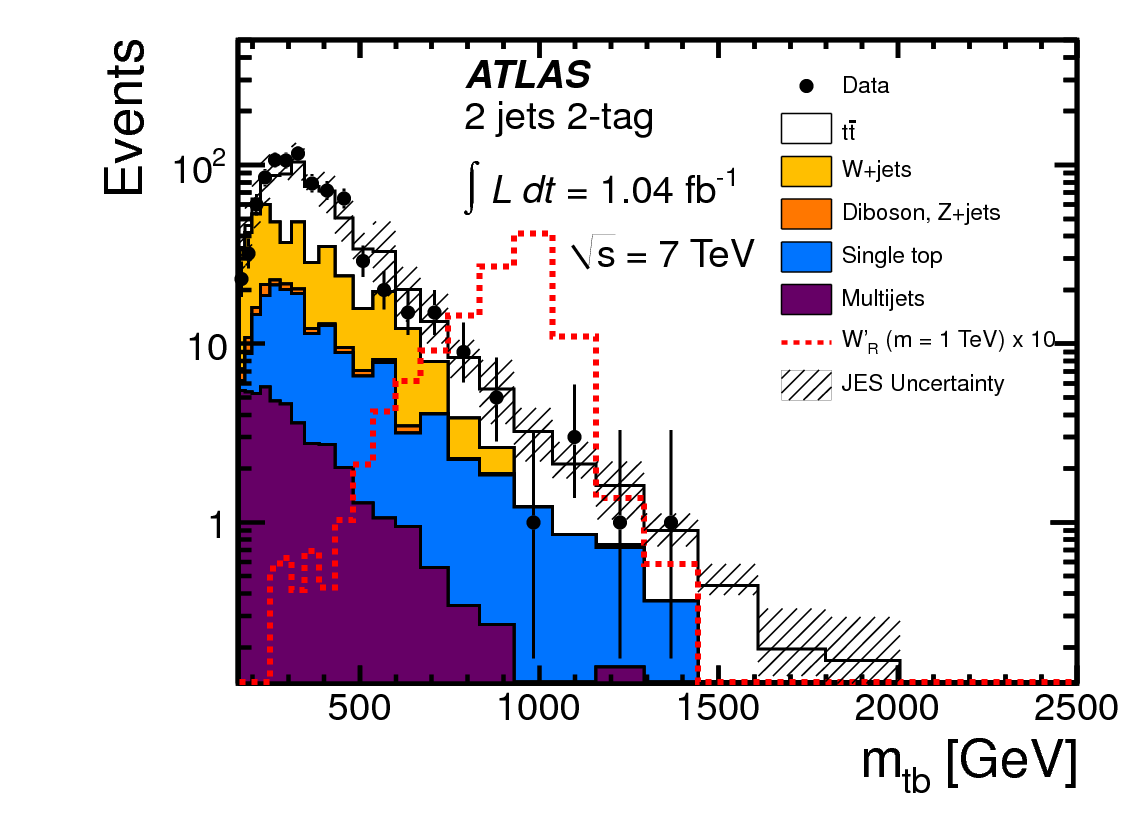 Events
10²
10
1
ATLAS
2 jets 2-tag
∫ L dt = 1.04 fb⁻¹
√s = 7 TeV
Data
tt̄
W+jets
Diboson, Z+jets
Single top
Multijets
W'R (m = 1 TeV) x 10
JES Uncertainty
500 1000 1500 2000 2500
mtb [GeV]